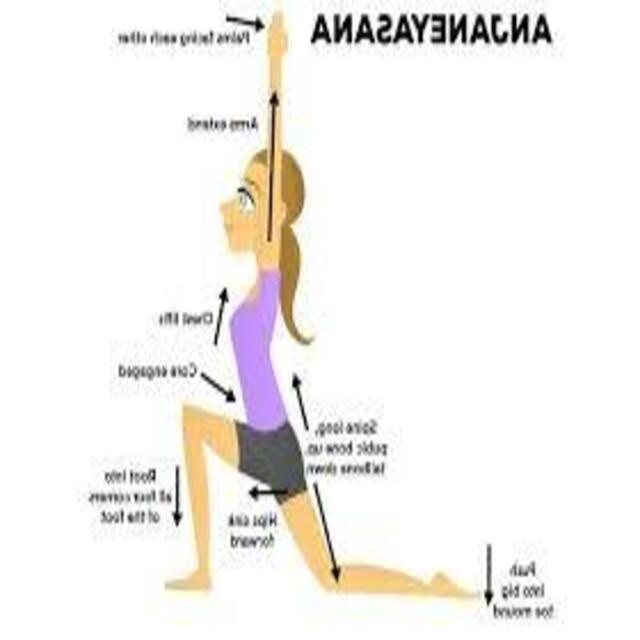 ANJANEYASANA
Palms facing each other
Arms extend
Chest lifts
Core engaged
Spine long,
pubic bone up,
tailbone down
Root into
all four corners
of the foot
Hips sink
forward
Push
into big
toe mound